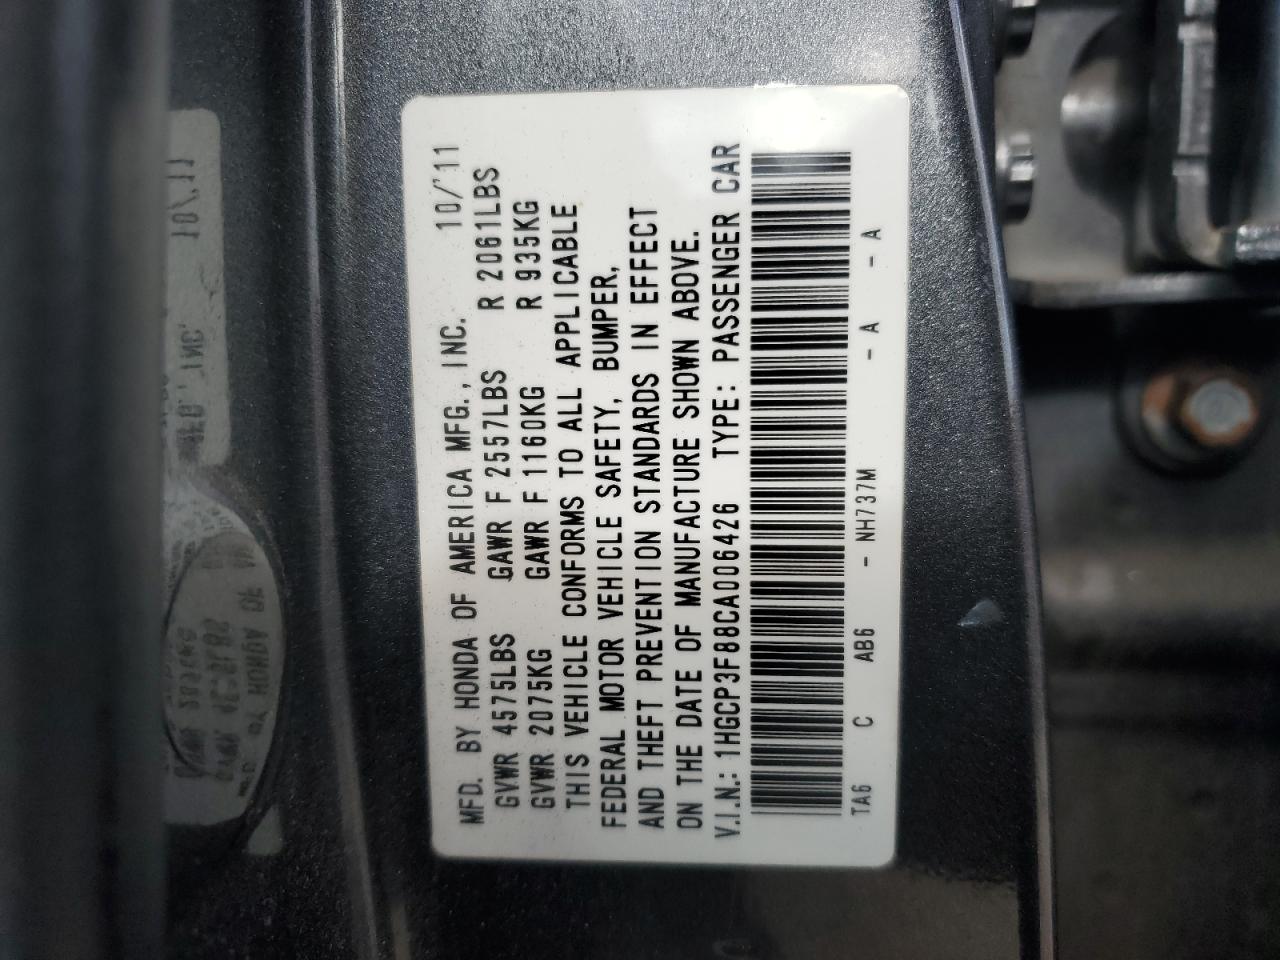 MFD. BY HONDA OF AMERICA MFG., INC. 10/'11
GVWR 4575LBS GAWR F 2557LBS R 2061LBS
GVWR 2075KG GAWR F 1160KG R 935KG
THIS VEHICLE CONFORMS TO ALL APPLICABLE
FEDERAL MOTOR VEHICLE SAFETY, BUMPER,
AND THEFT PREVENTION STANDARDS IN EFFECT
ON THE DATE OF MANUFACTURE SHOWN ABOVE.
V.I.N.: 1HGCP3F88CA006426 TYPE: PASSENGER CAR
TA6 C AB6 - NH737M - A - A